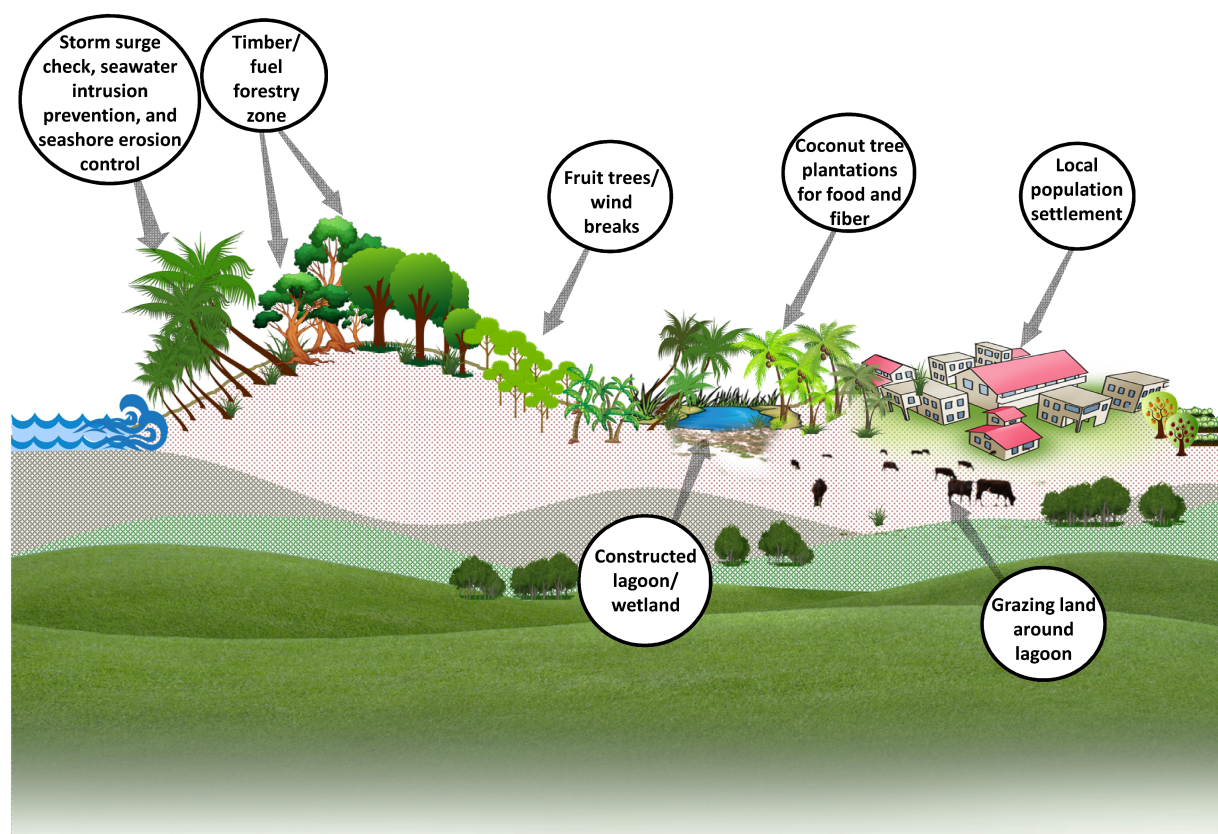 Storm surge
check, seawater
intrusion
prevention, and
seashore erosion
control
Timber/
fuel
forestry
zone
Fruit trees/
wind
breaks
Coconut tree
plantations
for food and
fiber
Local
population
settlement
Constructed
lagoon/
wetland
Grazing land
around
lagoon